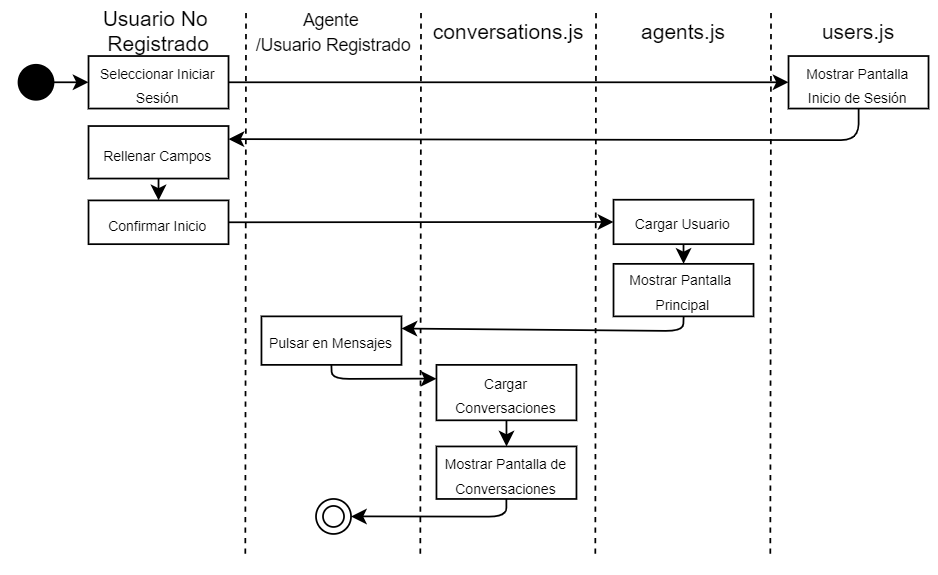 Usuario No
Registrado
Agente
/Usuario Registrado
conversations.js
agents.js
users.js
Seleccionar Iniciar
Sesión
Mostrar Pantalla
Inicio de Sesión
Rellenar Campos
Confirmar Inicio
Cargar Usuario
Mostrar Pantalla
Principal
Pulsar en Mensajes
Cargar
Conversaciones
Mostrar Pantalla de
Conversaciones